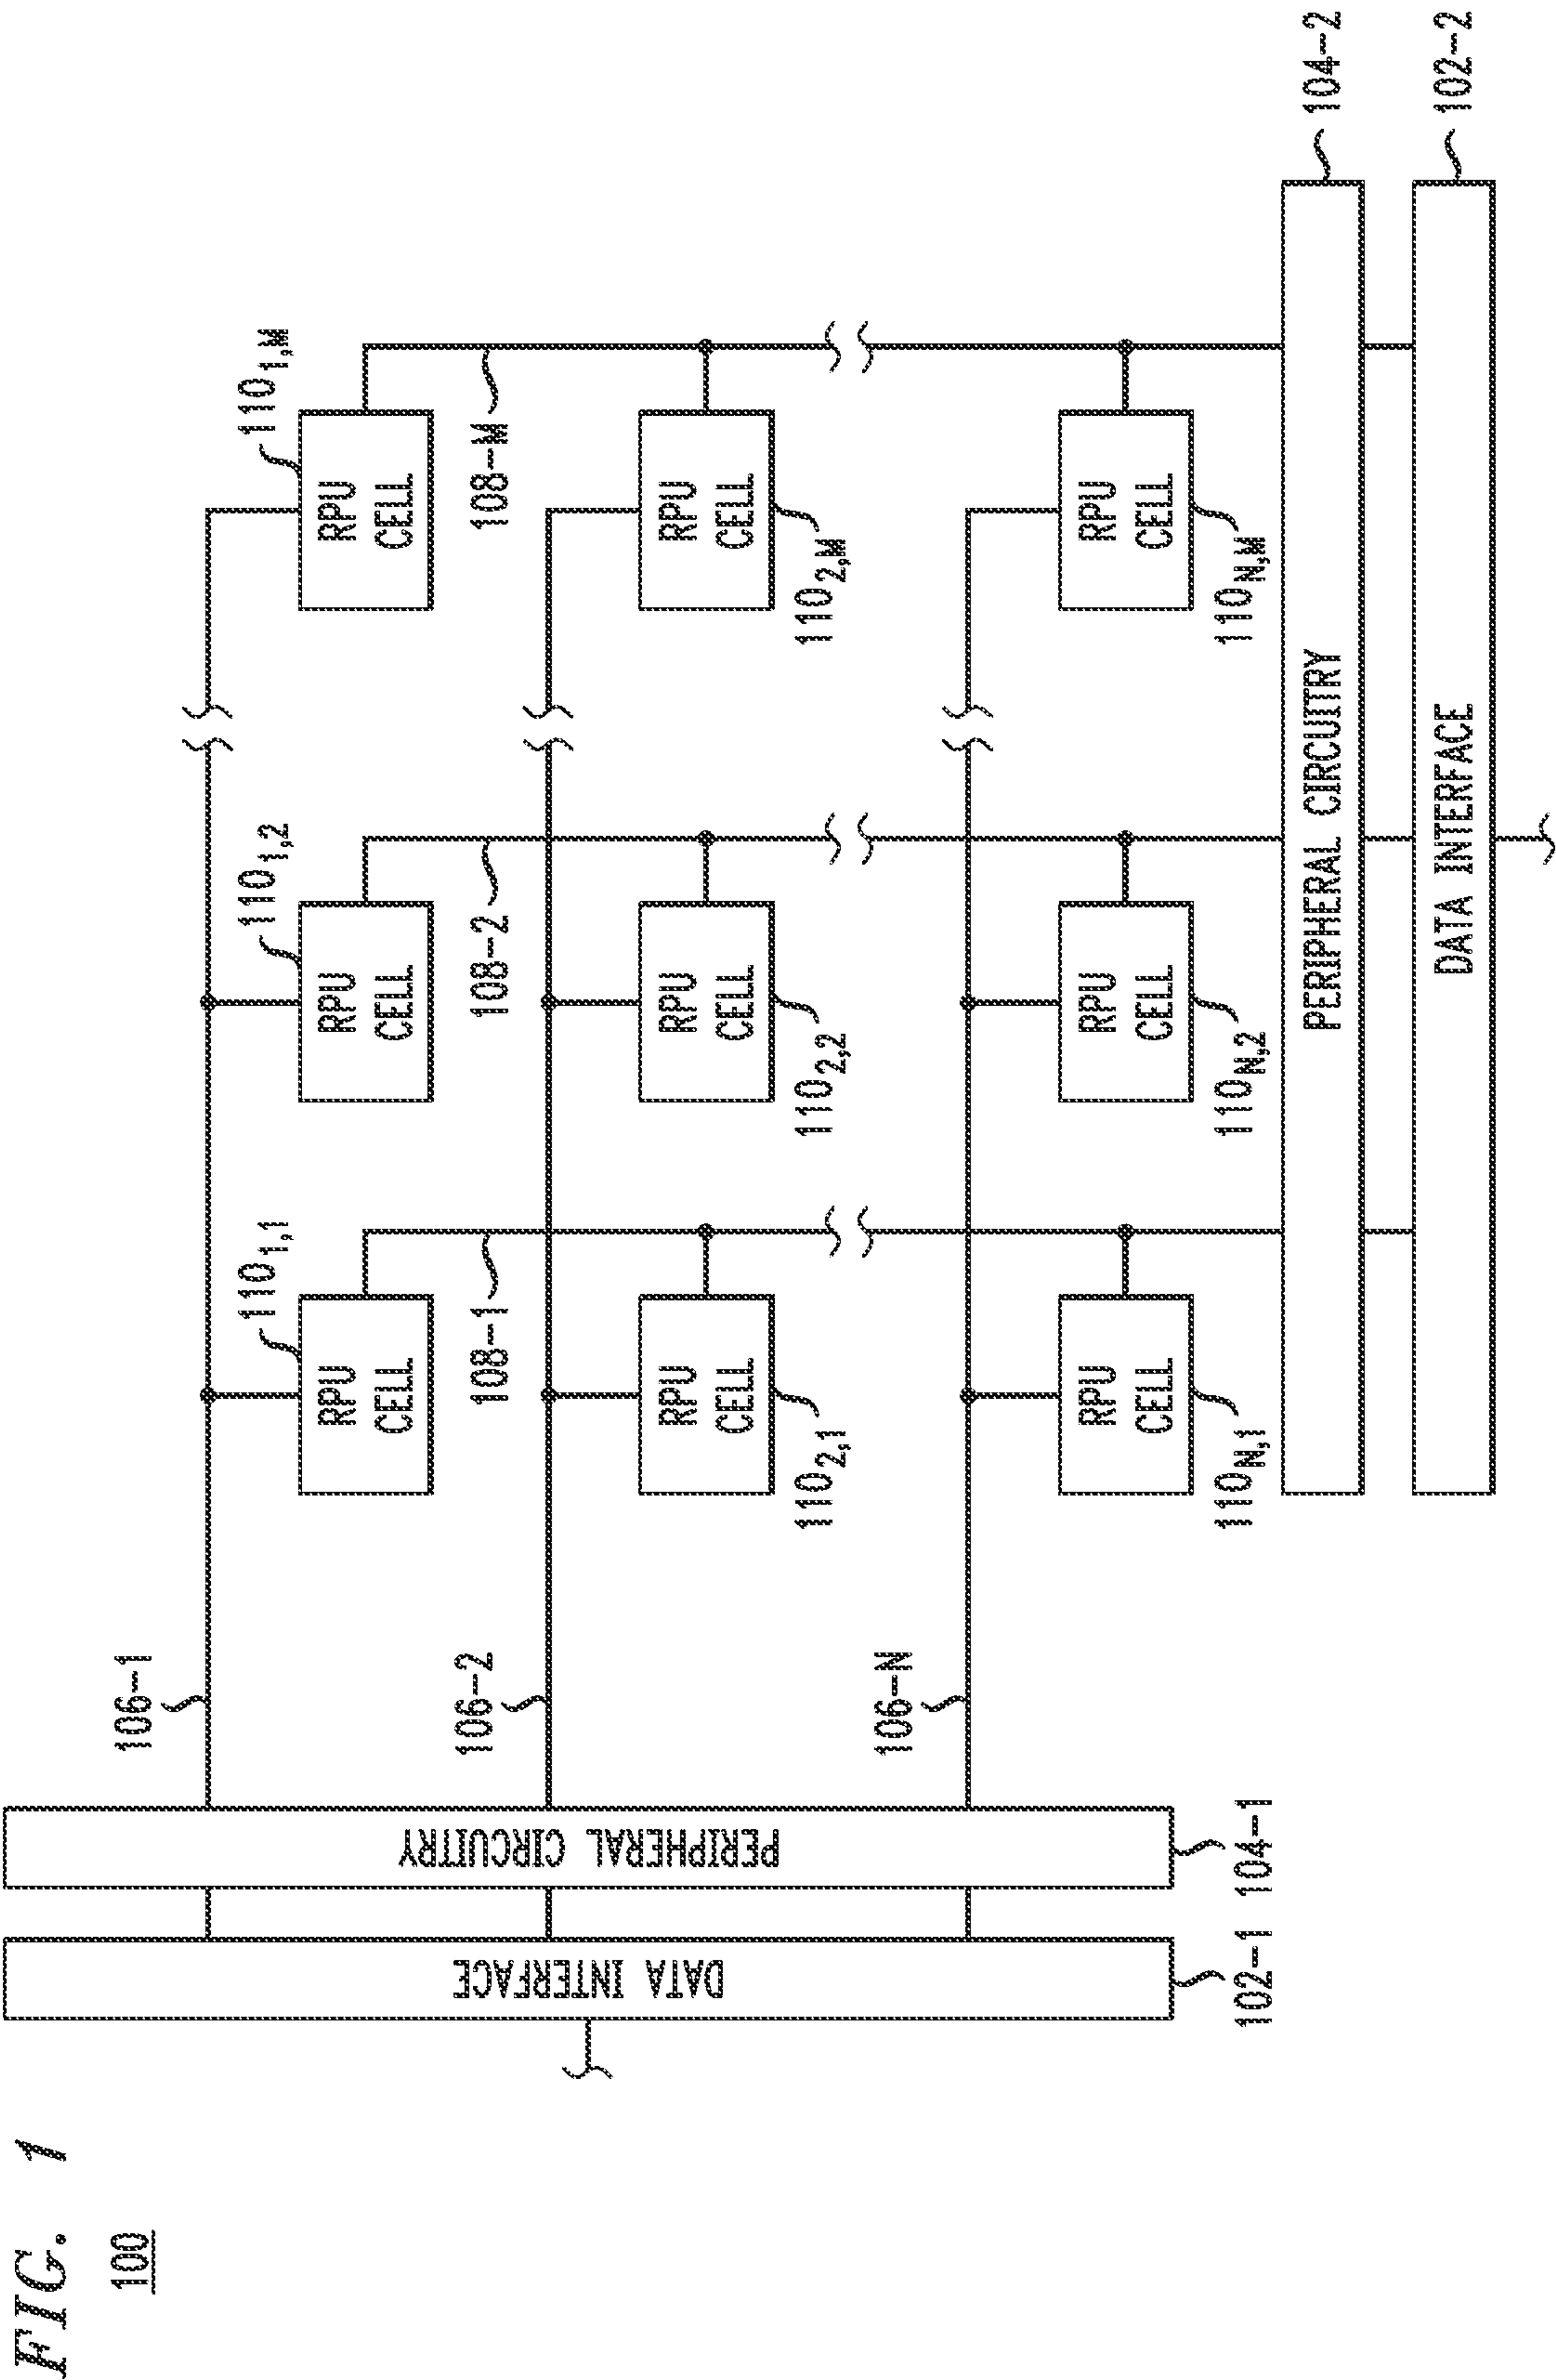 FIG. 1
100
106-1
110₁,₁
110₁,₂
110₁,M
RPU
CELL
RPU
CELL
RPU
CELL
108-1
108-2
108-M
106-2
RPU
CELL
RPU
CELL
RPU
CELL
110₂,₁
110₂,₂
110₂,M
106-N
RPU
CELL
RPU
CELL
RPU
CELL
110N,₁
110N,₂
110N,M
DATA INTERFACE
PERIPHERAL CIRCUITRY
102-1
104-1
PERIPHERAL CIRCUITRY
104-2
DATA INTERFACE
102-2